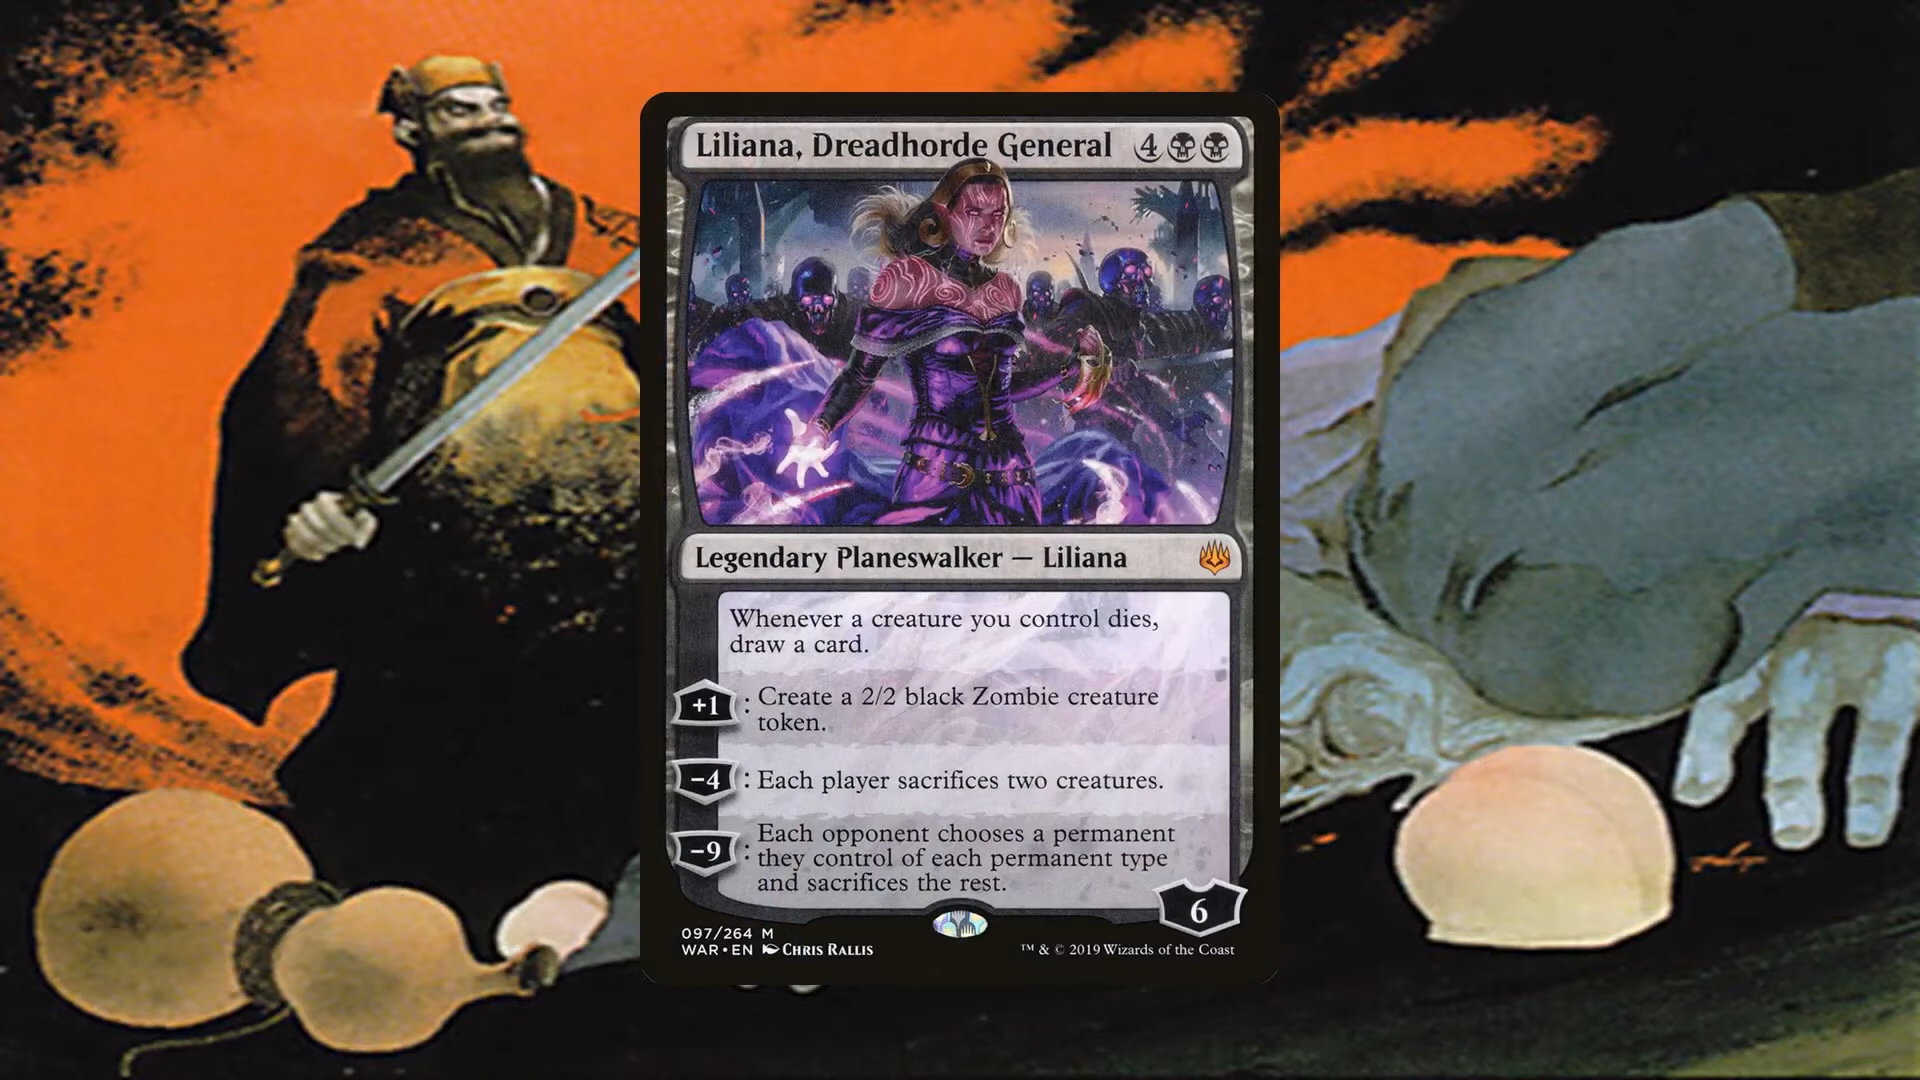 Liliana, Dreadhorde General 4
Legendary Planeswalker — Liliana
Whenever a creature you control dies,
draw a card.
+1: Create a 2/2 black Zombie creature
token.
−4: Each player sacrifices two creatures.
−9: Each opponent chooses a permanent
they control of each permanent type
and sacrifices the rest.
6
097/264 M
WAR • EN CHRIS RALLIS
™ & © 2019 Wizards of the Coast